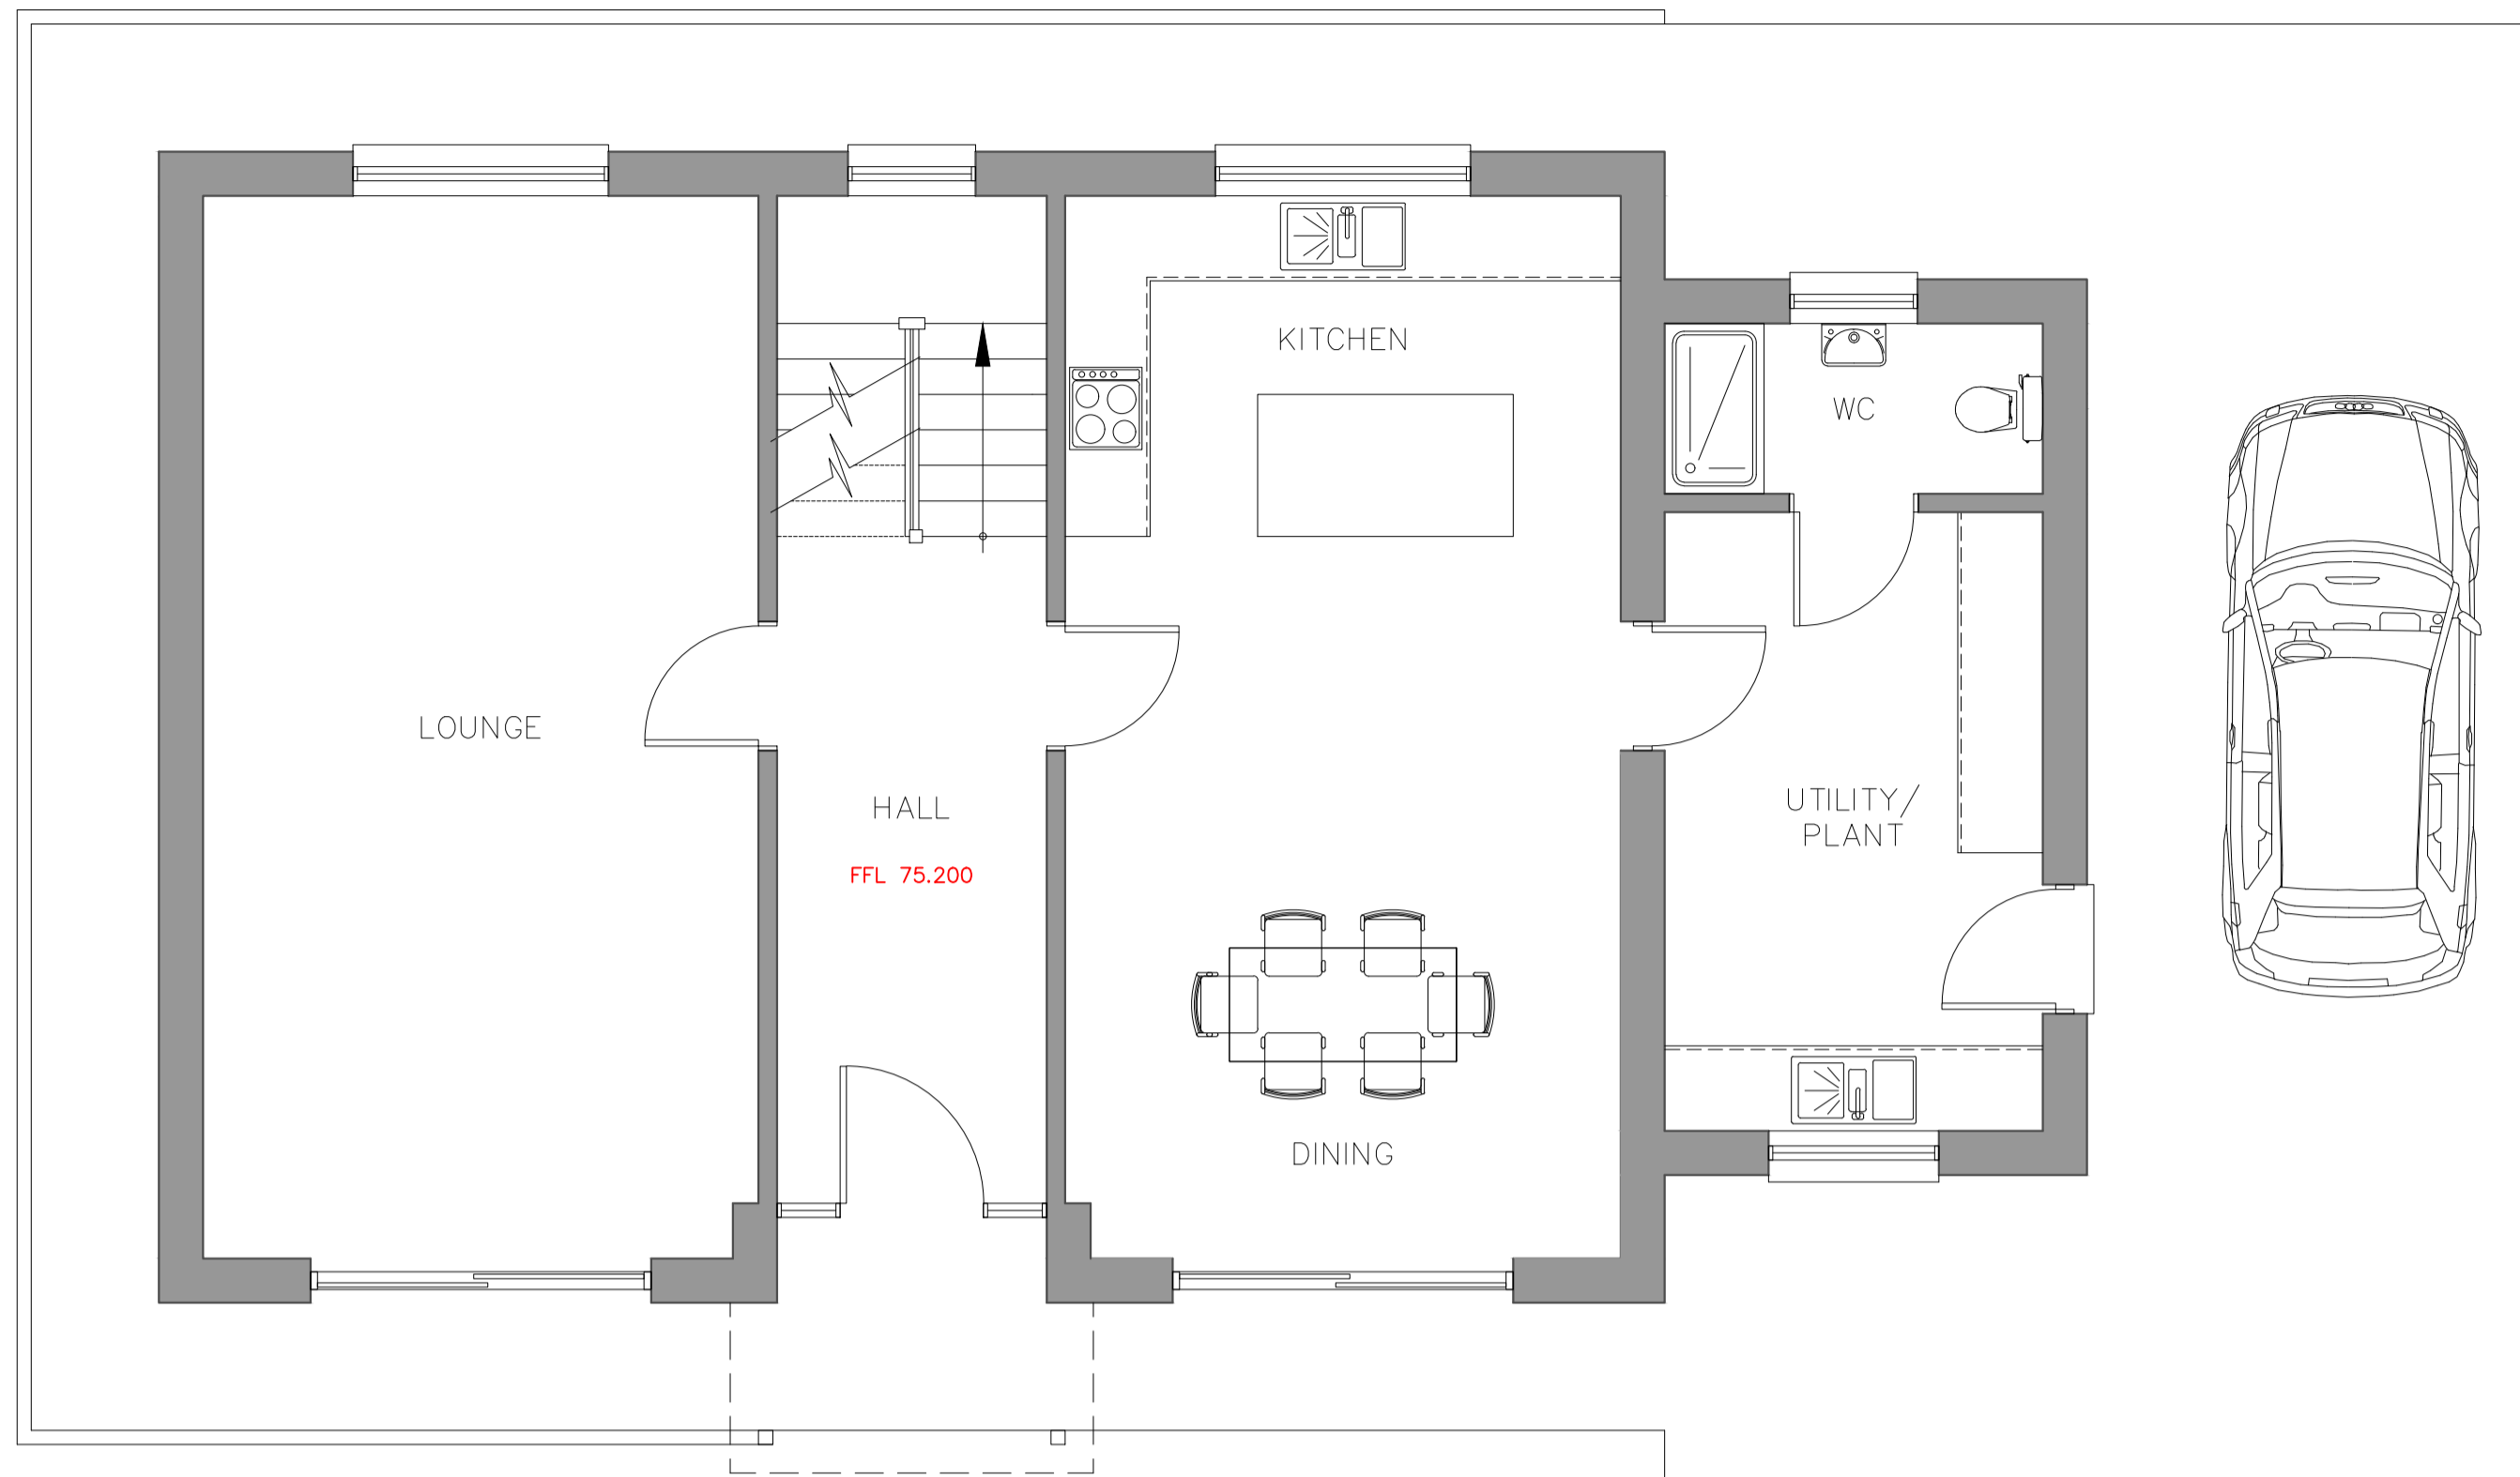 KITCHEN
WC
LOUNGE
HALL
UTILITY/
PLANT
FFL 75.200
DINING